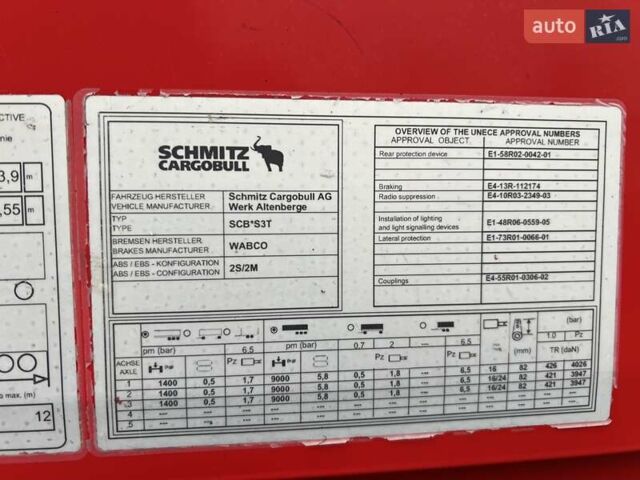 auto RIA.com
CTIVE
3,9 m
,55 m
o max. (m)
12
SCHMITZ
CARGOBULL
FAHRZEUG HERSTELLER
VEHICLE MANUFACTURER
Schmitz Cargobull AG
Werk Altenberge
TYP
TYPE
SCB*S3T
BREMSEN HERSTELLER
BRAKES MANUFACTURER
WABCO
ABS / EBS - KONFIGURATION
ABS / EBS - CONFIGURATION
2S/2M
OVERVIEW OF THE UNECE APPROVAL NUMBERS
APPROVAL OBJECT APPROVAL NUMBER
Rear protection device E1-58R02-0042-01
Braking E4-13R-112174
Radio suppression E4-10R03-2349-03
Installation of lighting
and light signalling devices) E1-48R06-0559-05
Lateral protection E1-73R01-0066-01
Couplings E4-55R01-0306-02
pm (bar) 6.5 pm (bar) 0.7 2 --- 6.5 (bar)
1.0 Pz
ACHSE
AXLE
Pz Pz Pz (mm) TR (daN)
1 1400 0,5 1,7 9000 5,8 0,5 1,8 --- 6,5 16 82 426 4026
2 1400 0,5 1,7 9000 5,8 0,5 1,8 --- 6,5 16/24 82 421 3947
3 1400 0,5 1,7 9000 5,8 0,5 1,8 --- 6,5 16/24 82 421 3947
4 --- --- --- --- --- --- --- --- --- --- --- --- ---
5 --- --- --- --- --- --- --- --- --- --- --- --- ---